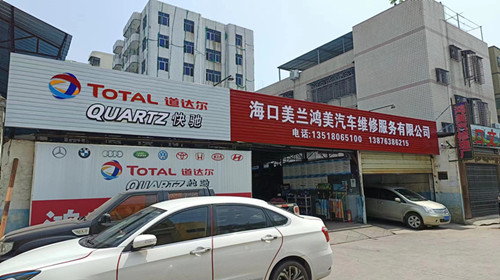 TOTAL 道达尔
QUARTZ 快驰
海口美兰鸿美汽车维修服务有限公司
电话:13518065100 13876386215
TOTAL 道达尔
QUARTZ 快驰